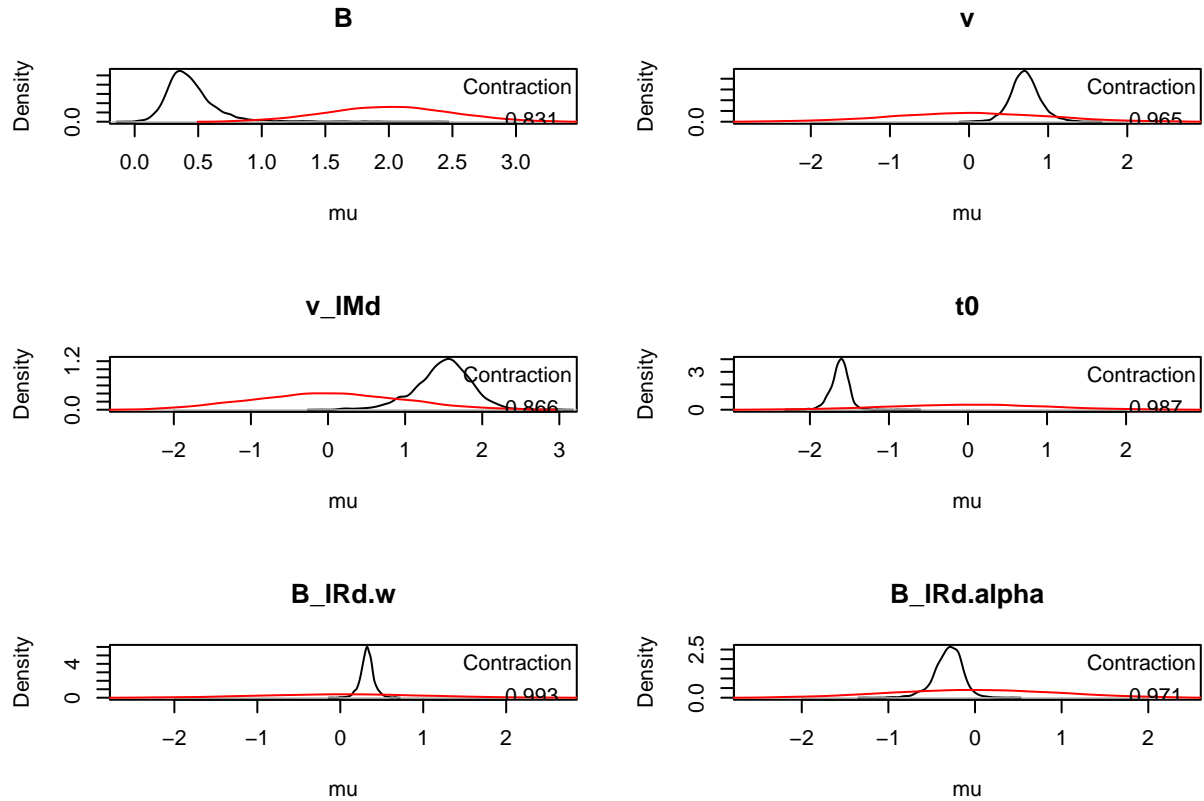 B
Density
0.0
Contraction
0.831
0.0 0.5 1.0 1.5 2.0 2.5 3.0
mu
v
Density
0.0
Contraction
0.965
−2 −1 0 1 2
mu
v_lMd
Density
0.0 1.2
Contraction
0.866
−2 −1 0 1 2 3
mu
t0
Density
0 3
Contraction
0.987
−2 −1 0 1 2
mu
B_lRd.w
Density
0 4
Contraction
0.993
−2 −1 0 1 2
mu
B_lRd.alpha
Density
0.0 2.5
Contraction
0.971
−2 −1 0 1 2
mu